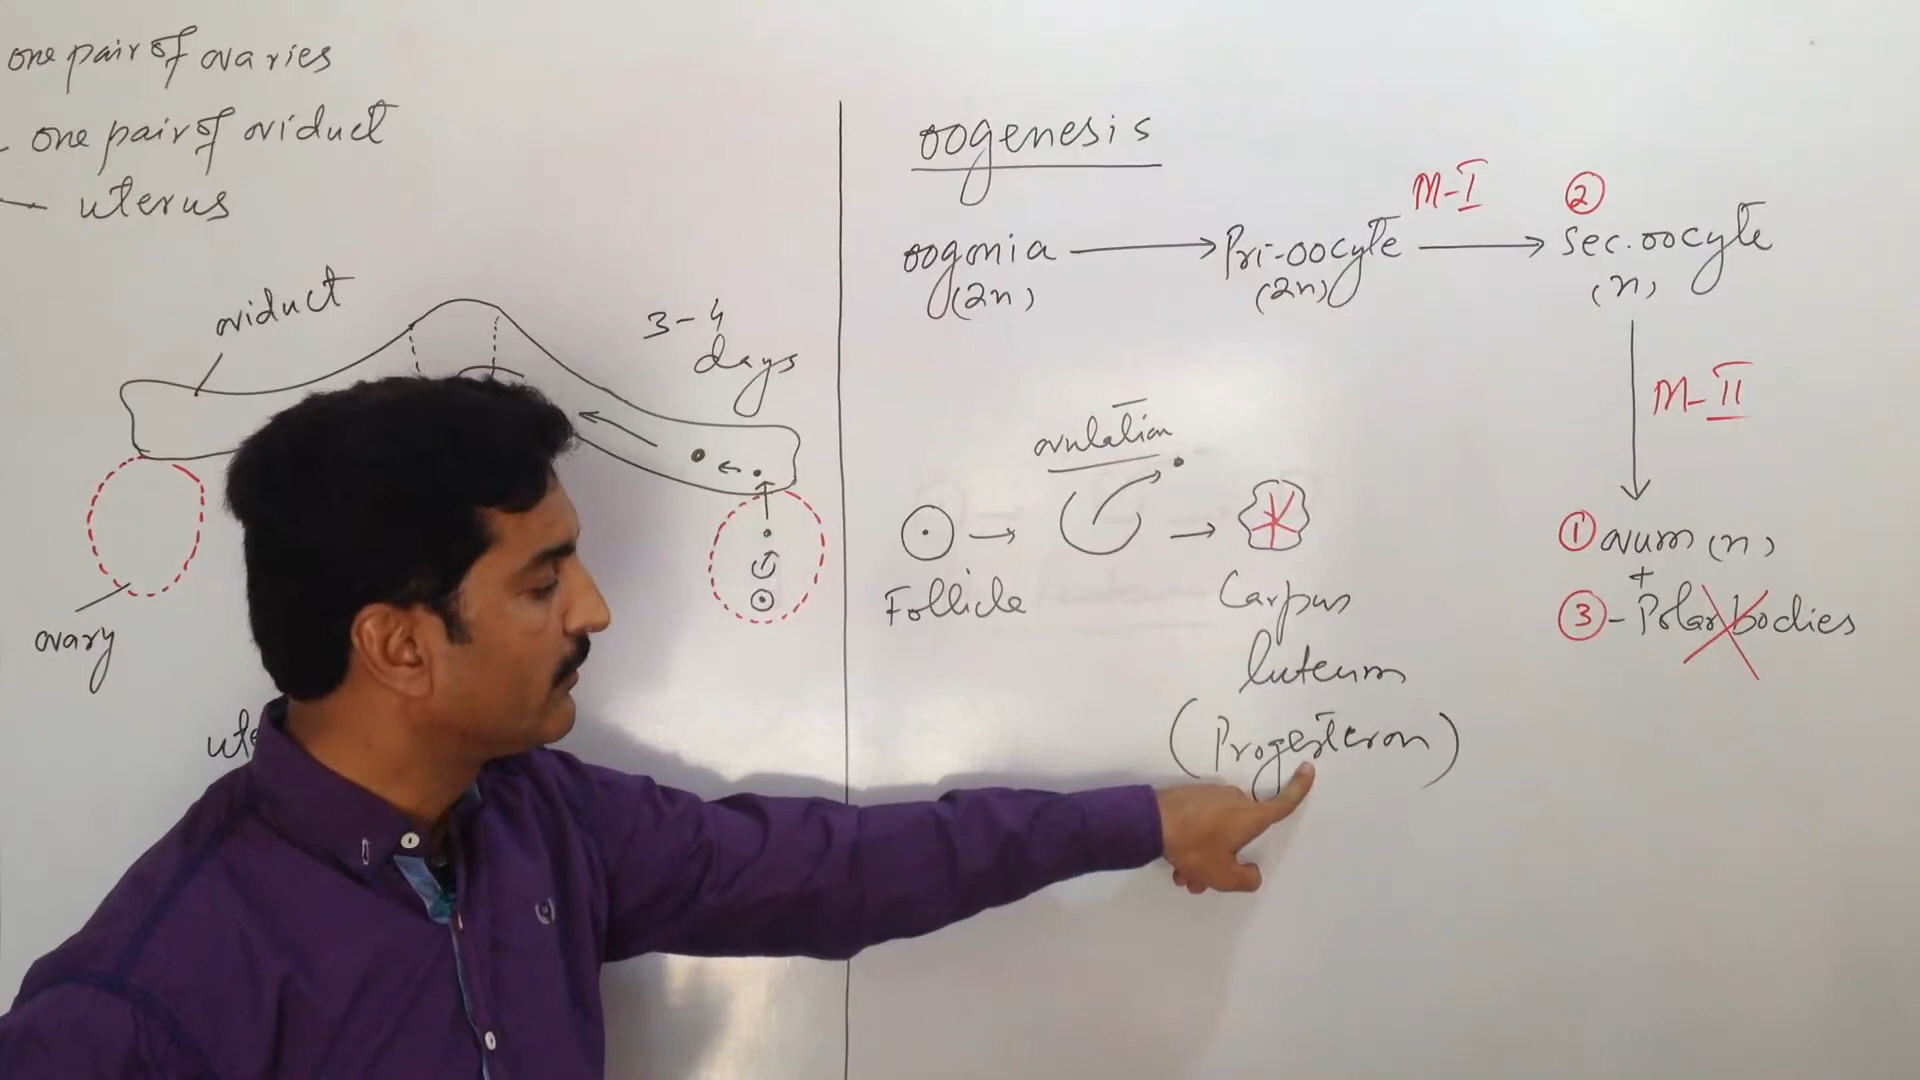 one pair of ovaries
- one pair of oviduct
— uterus
oviduct
3-4
days
ovary
ute
oogenesis
M-I
②
oogonia → Pri-oocyte → Sec.oocyte
(2n) (2n) (n)
M-II
ovulation
Follicle
Carpus
luteum
(Progesteron)
① ovum (n)
+
③ - Polar bodies